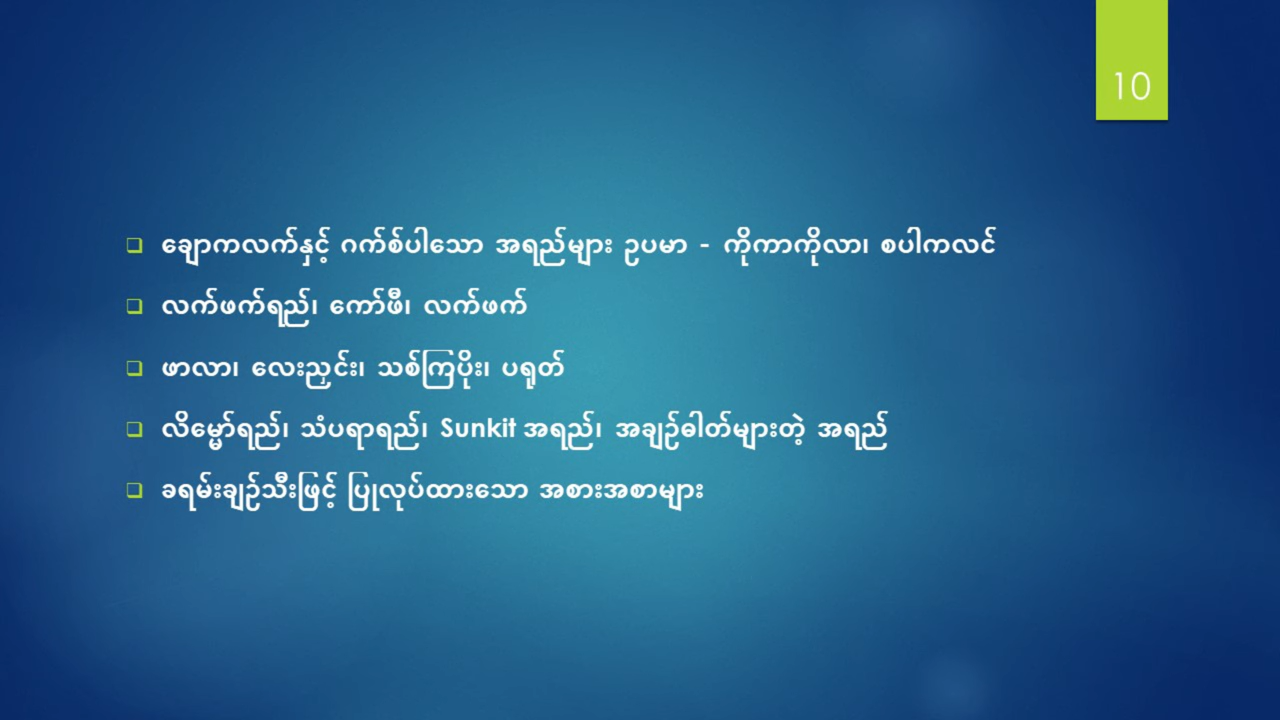 10
ချောကလက်နှင့် ဂက်စ်ပါသော အရည်များ ဥပမာ - ကိုကာကိုလာ၊ စပါကလင်
လက်ဖက်ရည်၊ ကော်ဖီ၊ လက်ဖက်
ဖာလာ၊ လေးညှင်း၊ သစ်ကြပိုး၊ ပရုတ်
လိမ္မော်ရည်၊ သံပရာရည်၊ Sunkit အရည်၊ အချဉ်ဓါတ်များတဲ့ အရည်
ခရမ်းချဉ်သီးဖြင့် ပြုလုပ်ထားသော အစားအစာများ